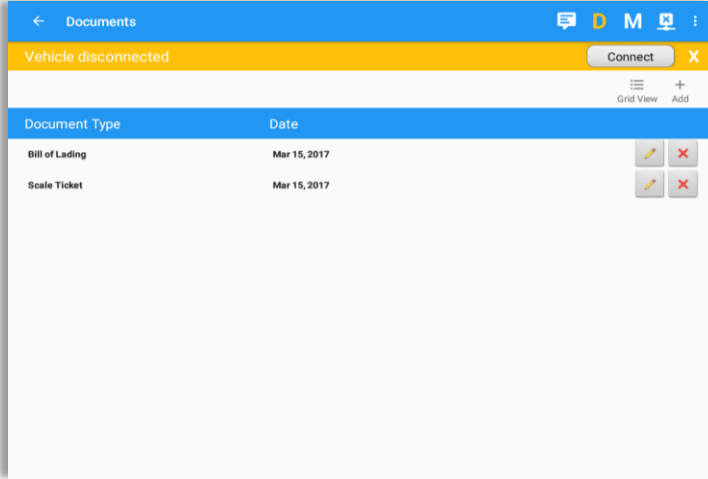 Documents D M
Vehicle disconnected Connect X
Grid View Add
Document Type Date
Bill of Lading Mar 15, 2017
Scale Ticket Mar 15, 2017